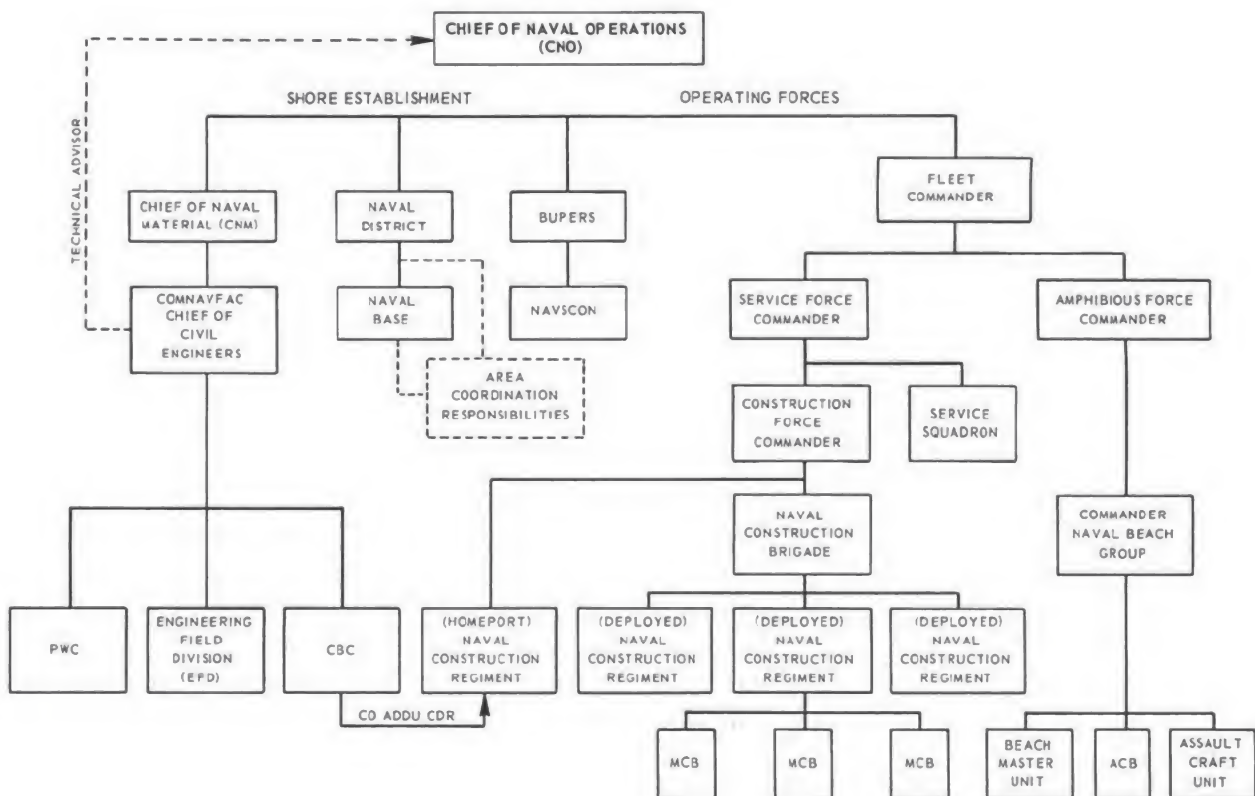 CHIEF OF NAVAL OPERATIONS
(CNO)
SHORE ESTABLISHMENT
OPERATING FORCES
TECHNICAL ADVISOR
CHIEF OF NAVAL
MATERIAL (CNM)
NAVAL
DISTRICT
BUPERS
FLEET
COMMANDER
COMNAVFAC
CHIEF OF
CIVIL
ENGINEERS
NAVAL
BASE
NAVSCON
SERVICE FORCE
COMMANDER
AMPHIBIOUS FORCE
COMMANDER
AREA
COORDINATION
RESPONSIBILITIES
CONSTRUCTION
FORCE
COMMANDER
SERVICE
SQUADRON
NAVAL
CONSTRUCTION
BRIGADE
COMMANDER
NAVAL BEACH
GROUP
PWC
ENGINEERING
FIELD
DIVISION
(EFD)
CBC
(HOMEPORT)
NAVAL
CONSTRUCTION
REGIMENT
(DEPLOYED)
NAVAL
CONSTRUCTION
REGIMENT
(DEPLOYED)
NAVAL
CONSTRUCTION
REGIMENT
(DEPLOYED)
NAVAL
CONSTRUCTION
REGIMENT
CO ADDU CDR
MCB
MCB
MCB
BEACH
MASTER
UNIT
ACB
ASSAULT
CRAFT
UNIT